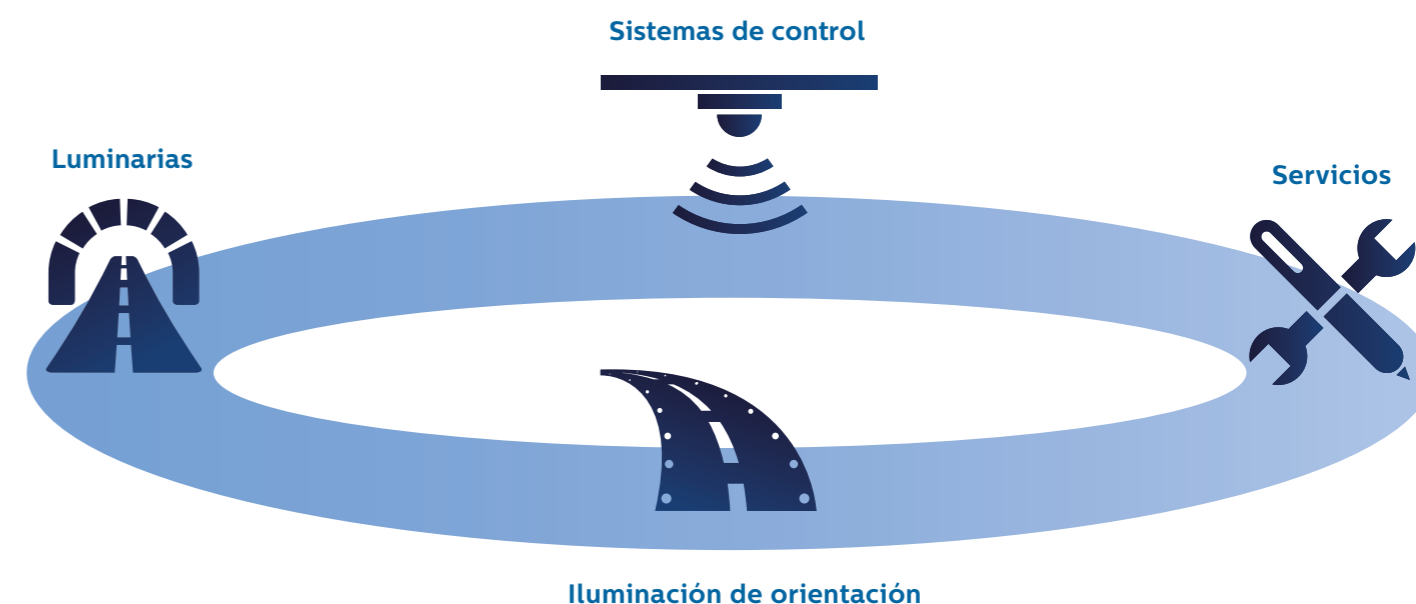 Sistemas de control
Luminarias
Servicios
Iluminación de orientación